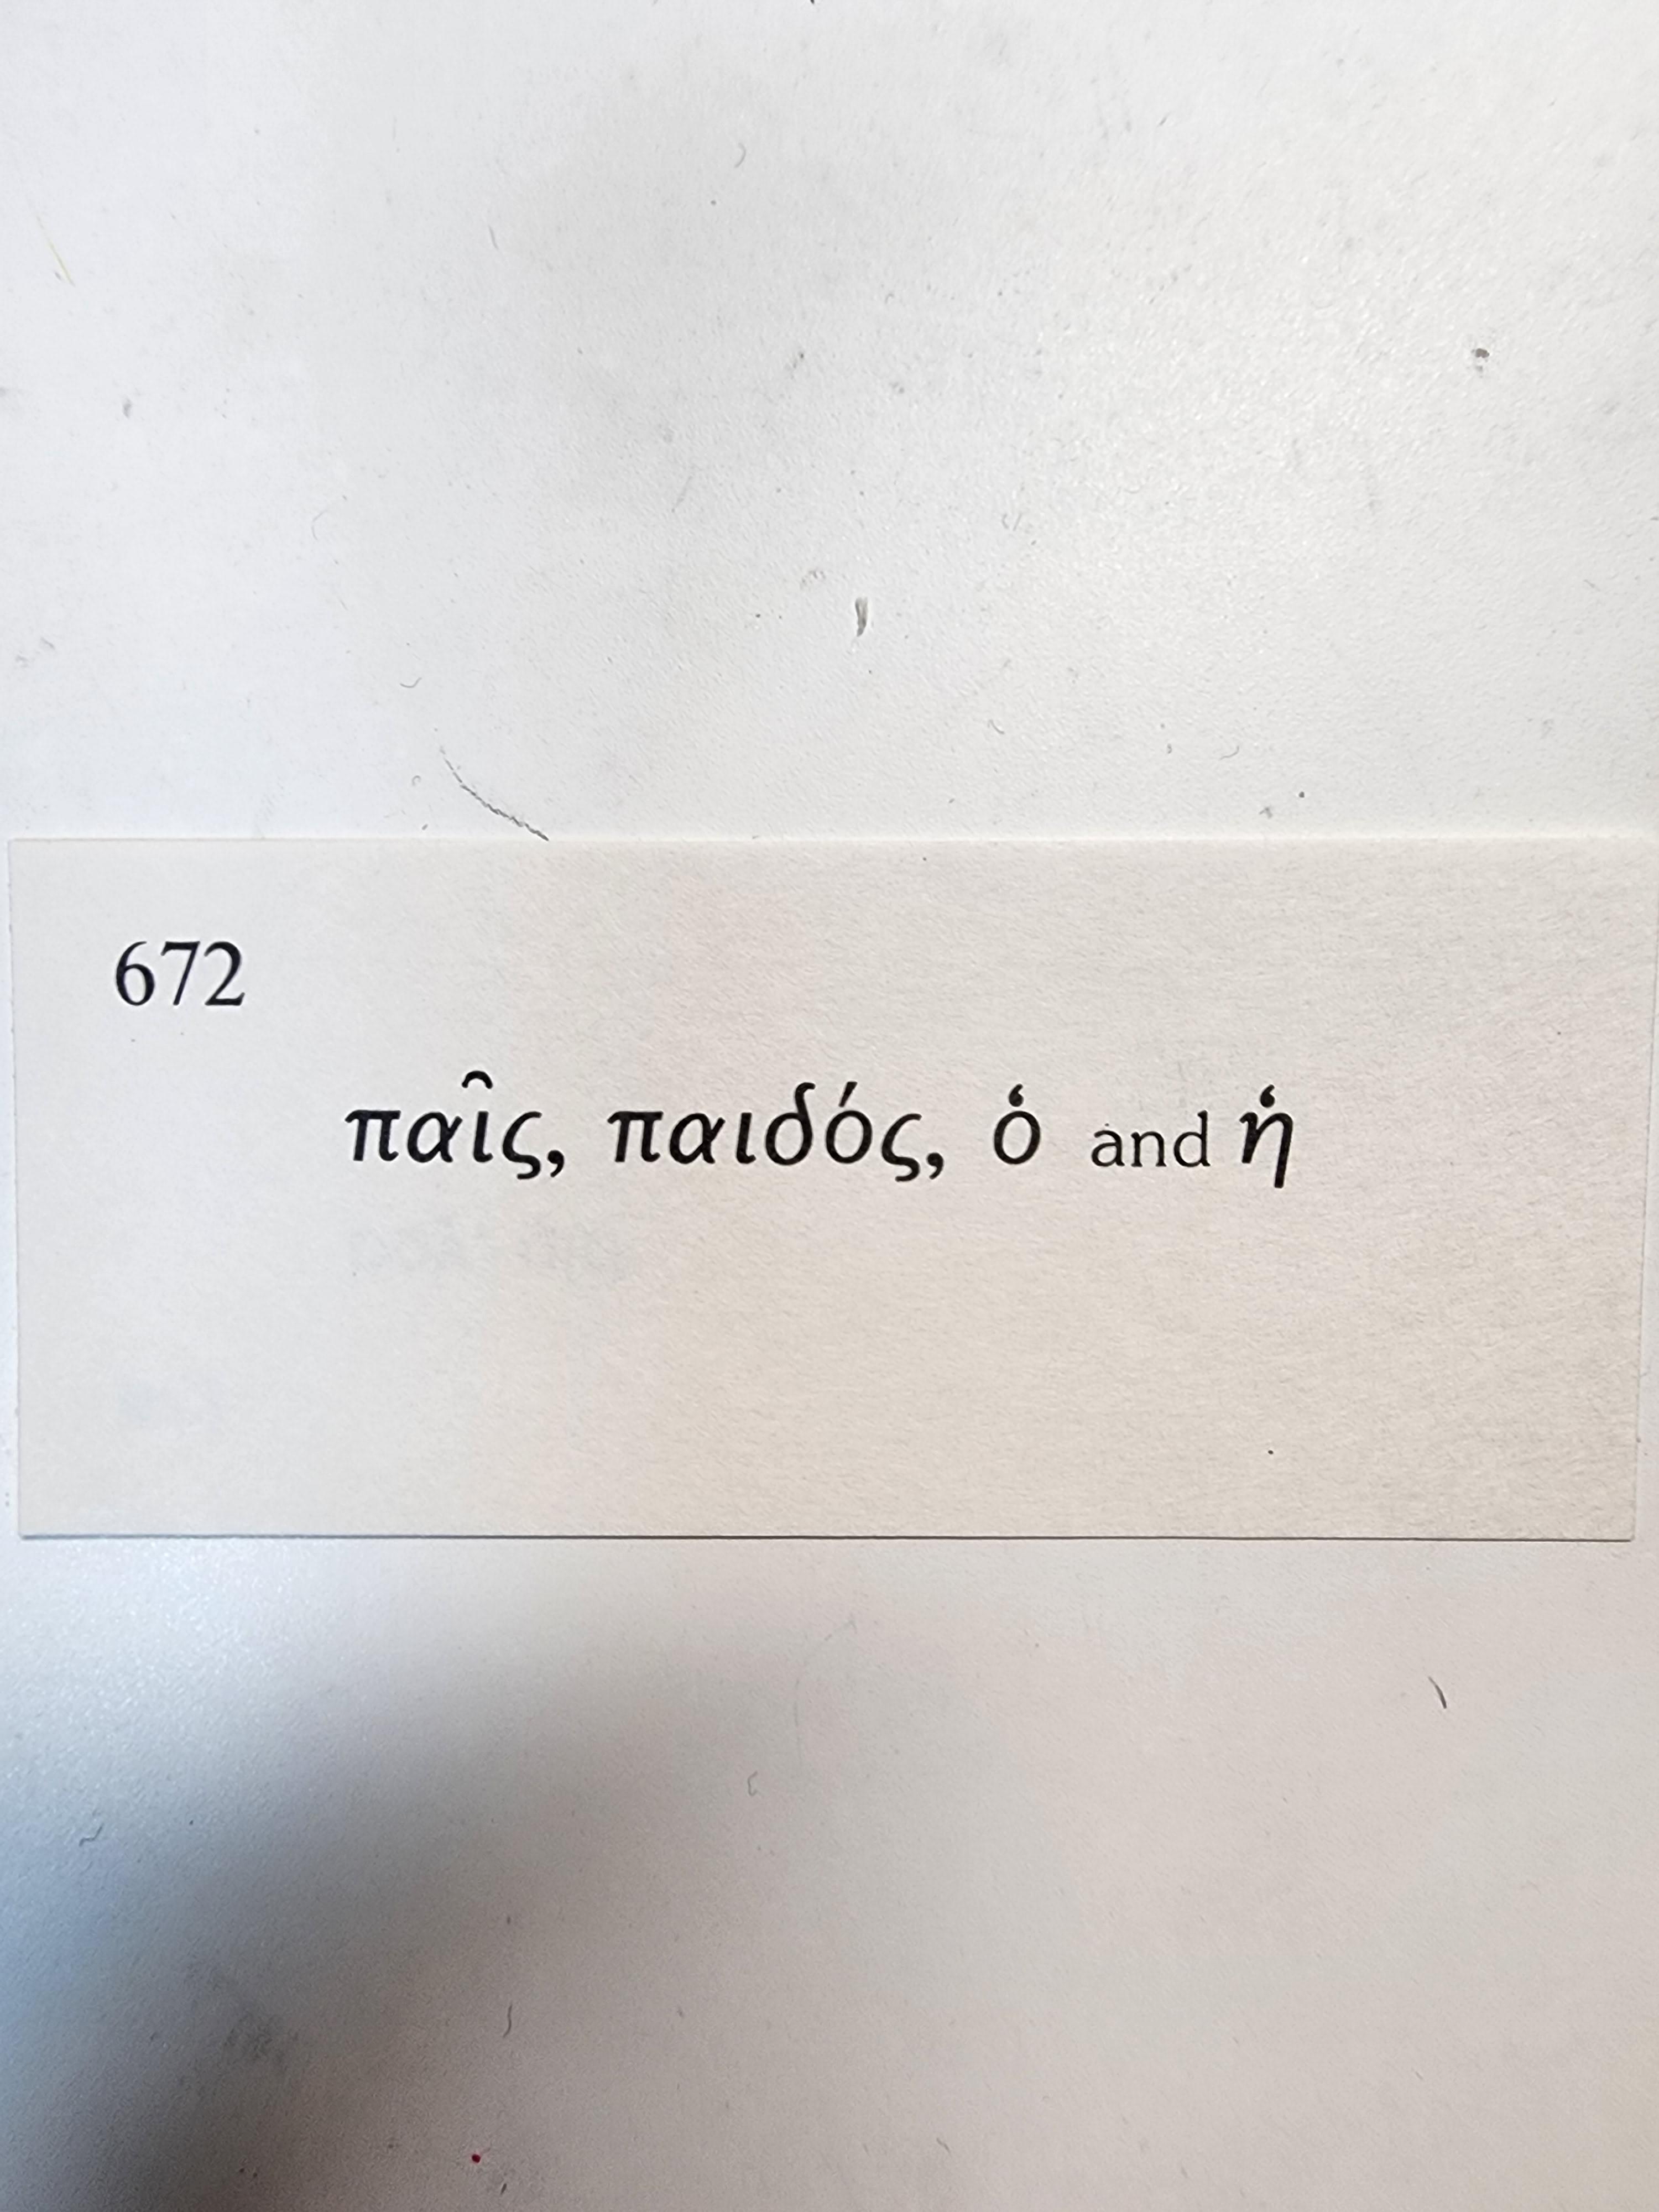 672
παῖς, παιδός, ὁ and ἡ